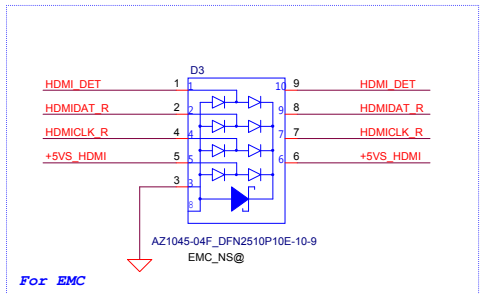 D3
HDMI_DET 1 1 10 9 HDMI_DET
HDMIDAT_R 2 2 9 8 HDMIDAT_R
HDMICLK_R 4 4 7 7 HDMICLK_R
+5VS_HDMI 5 5 6 6 +5VS_HDMI
3 3
8
AZ1045-04F_DFN2510P10E-10-9
EMC_NS@
For EMC